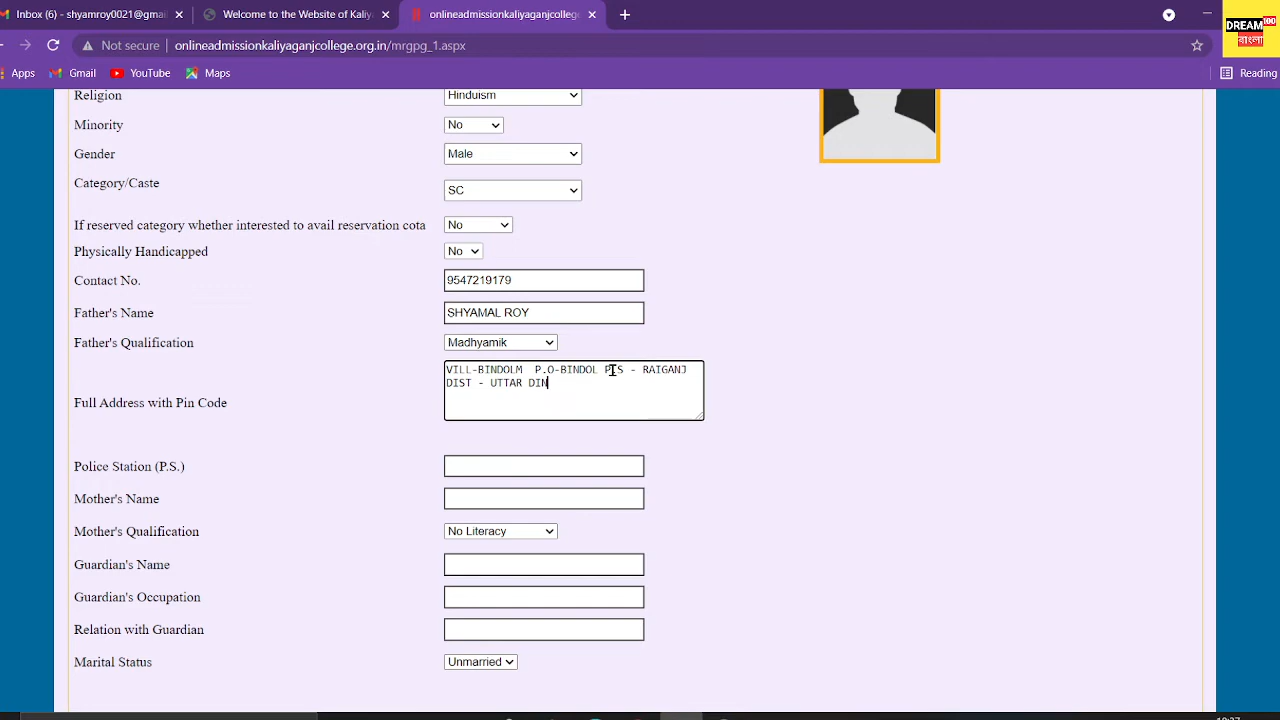 Inbox (6) - shyamroy0021@gmai
Welcome to the Website of Kaliy
onlineadmissionkaliyaganjcolleg
DREAM 100
বাংলা
Not secure
onlineadmissionkaliyaganjcollege.org.in/mrgpg_1.aspx
Apps
Gmail
YouTube
Maps
Reading
Religion
Hinduism
Minority
No
Gender
Male
Category/Caste
SC
If reserved category whether interested to avail reservation cota
No
Physically Handicapped
No
Contact No.
9547219179
Father's Name
SHYAMAL ROY
Father's Qualification
Madhyamik
Full Address with Pin Code
VILL-BINDOLM P.O-BINDOL P.S - RAIGANJ
DIST - UTTAR DIN
Police Station (P.S.)
Mother's Name
Mother's Qualification
No Literacy
Guardian's Name
Guardian's Occupation
Relation with Guardian
Marital Status
Unmarried